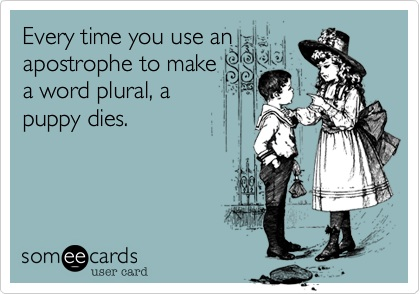 Every time you use an
apostrophe to make
a word plural, a
puppy dies.
someecards
user card